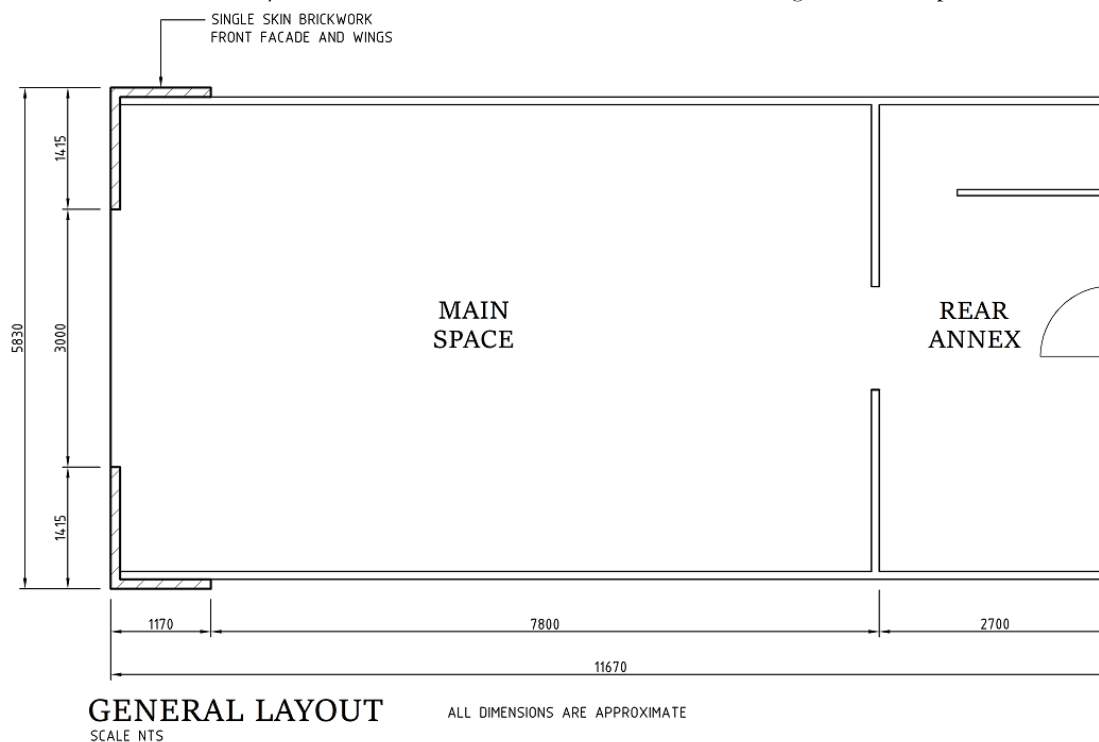 SINGLE SKIN BRICKWORK
FRONT FACADE AND WINGS
1415
5830
3000
MAIN
SPACE
REAR
ANNEX
1415
1170
7800
2700
11670
GENERAL LAYOUT
ALL DIMENSIONS ARE APPROXIMATE
SCALE NTS